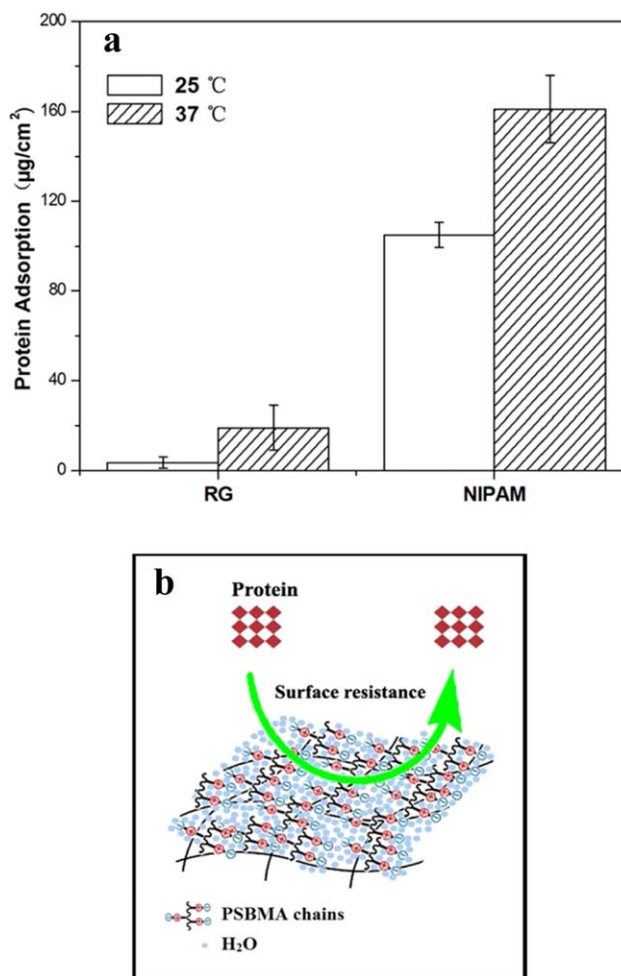 a
25 ℃
37 ℃
Protein Adsorption (μg/cm²)
160
120
80
40
0
RG
NIPAM
b
Protein
Surface resistance
PSBMA chains
H₂O